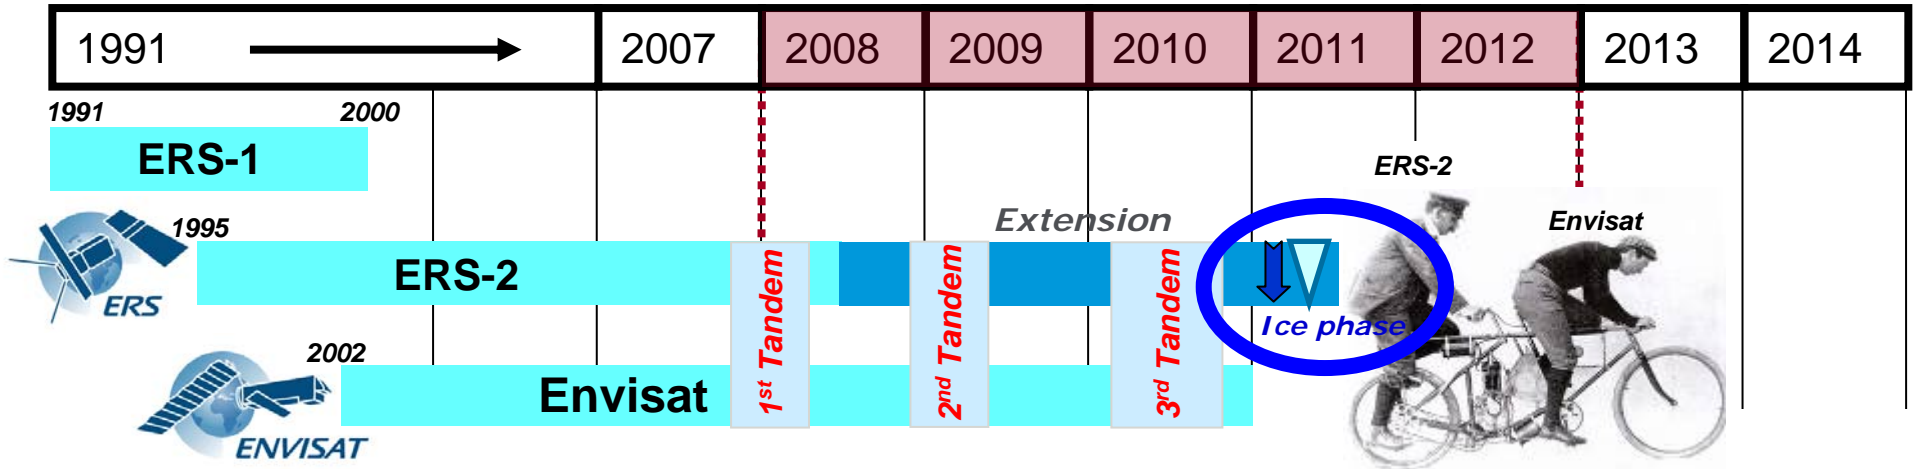 1991 2007 2008 2009 2010 2011 2012 2013 2014
1991 2000
ERS-1
ERS-2
1995
Extension
Envisat
ERS-2
ERS
1st Tandem
2nd Tandem
3rd Tandem
Ice phase
2002
Envisat
ENVISAT